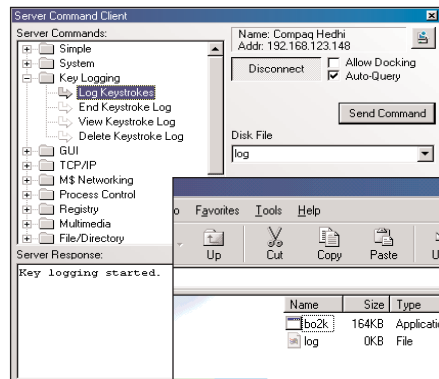 Server Command Client
Server Commands:
Simple
System
Key Logging
Log Keystrokes
End Keystroke Log
View Keystroke Log
Delete Keystroke Log
GUI
TCP/IP
M$ Networking
Process Control
Registry
Multimedia
File/Directory
Server Response:
Key logging started.
Name: Compaq Hedhi
Addr: 192.168.123.148
Disconnect
Allow Docking
Auto-Query
Send Command
Disk File
log
o Favorites Tools Help
Up Cut Copy Paste U
Name Size Type
bo2k 164KB Applicati
log 0KB File